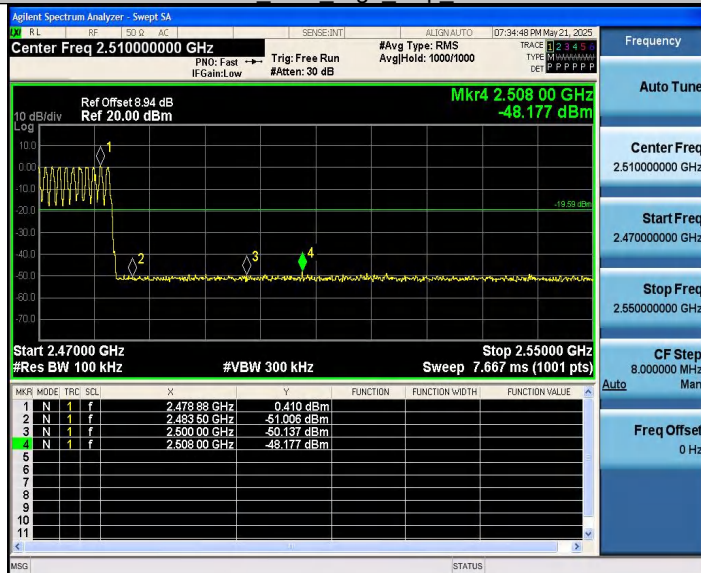 Agilent Spectrum Analyzer - Swept SA
RL RF 50 Ω AC SENSE:INT ALIGNAUTO 07:34:48 PM May 21, 2025
Center Freq 2.510000000 GHz #Avg Type: RMS TRACE 1 2 3 4 5 6
PNO: Fast Trig: Free Run Avg|Hold: 1000/1000 TYPE M WWWWW
IFGain:Low #Atten: 30 dB DET P P P P P P
Mkr4 2.508 00 GHz
Ref Offset 8.94 dB
10 dB/div Ref 20.00 dBm -48.177 dBm
Log
10.0
1
0.00
-10.0
-19.59 dBm
-20.0
-30.0
-40.0
2 3 4
-50.0
-60.0
-70.0
Start 2.47000 GHz Stop 2.55000 GHz
#Res BW 100 kHz #VBW 300 kHz Sweep 7.667 ms (1001 pts)
MKR MODE TRC SCL X Y FUNCTION FUNCTION WIDTH FUNCTION VALUE
1 N 1 f 2.478 88 GHz 0.410 dBm
2 N 1 f 2.483 50 GHz -51.006 dBm
3 N 1 f 2.500 00 GHz -50.137 dBm
4 N 1 f 2.508 00 GHz -48.177 dBm
5
6
7
8
9
10
11
MSG STATUS
Frequency
Auto Tune
Center Freq
2.510000000 GHz
Start Freq
2.470000000 GHz
Stop Freq
2.550000000 GHz
CF Step
8.000000 MHz
Auto Man
Freq Offset
0 Hz